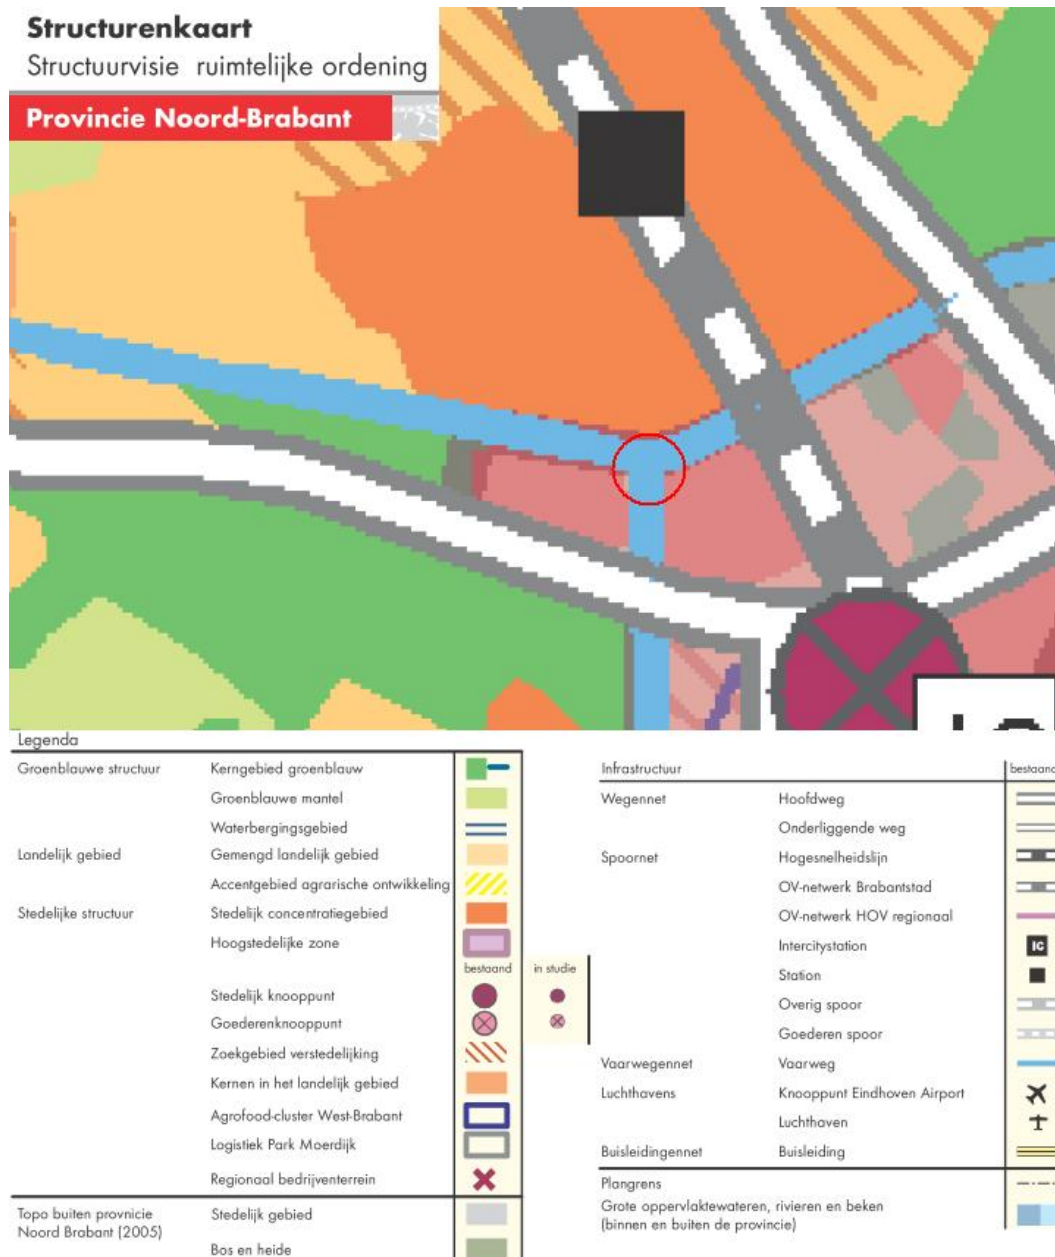 Structurenkaart
Structuurvisie ruimtelijke ordening
Provincie Noord-Brabant
Legenda
Groenblauwe structuur Kerngebied groenblauw
Groenblauwe mantel
Waterbergingsgebied
Landelijk gebied Gemengd landelijk gebied
Accentgebied agrarische ontwikkeling
Stedelijke structuur Stedelijk concentratiegebied
Hoogstedelijke zone
bestaand in studie
Stedelijk knooppunt
Goederenknooppunt
Zoekgebied verstedelijking
Kernen in het landelijk gebied
Agrofood-cluster West-Brabant
Logistiek Park Moerdijk
Regionaal bedrijventerrein
Topo buiten provnicie Stedelijk gebied
Noord Brabant (2005)
Bos en heide
Infrastructuur bestaand
Wegennet Hoofdweg
Onderliggende weg
Spoornet Hogesnelheidslijn
OV-netwerk Brabantstad
OV-netwerk HOV regionaal
Intercitystation IC
Station
Overig spoor
Goederen spoor
Vaarwegennet Vaarweg
Luchthavens Knooppunt Eindhoven Airport
Luchthaven
Buisleidingennet Buisleiding
Plangrens
Grote oppervlaktewateren, rivieren en beken
(binnen en buiten de provincie)